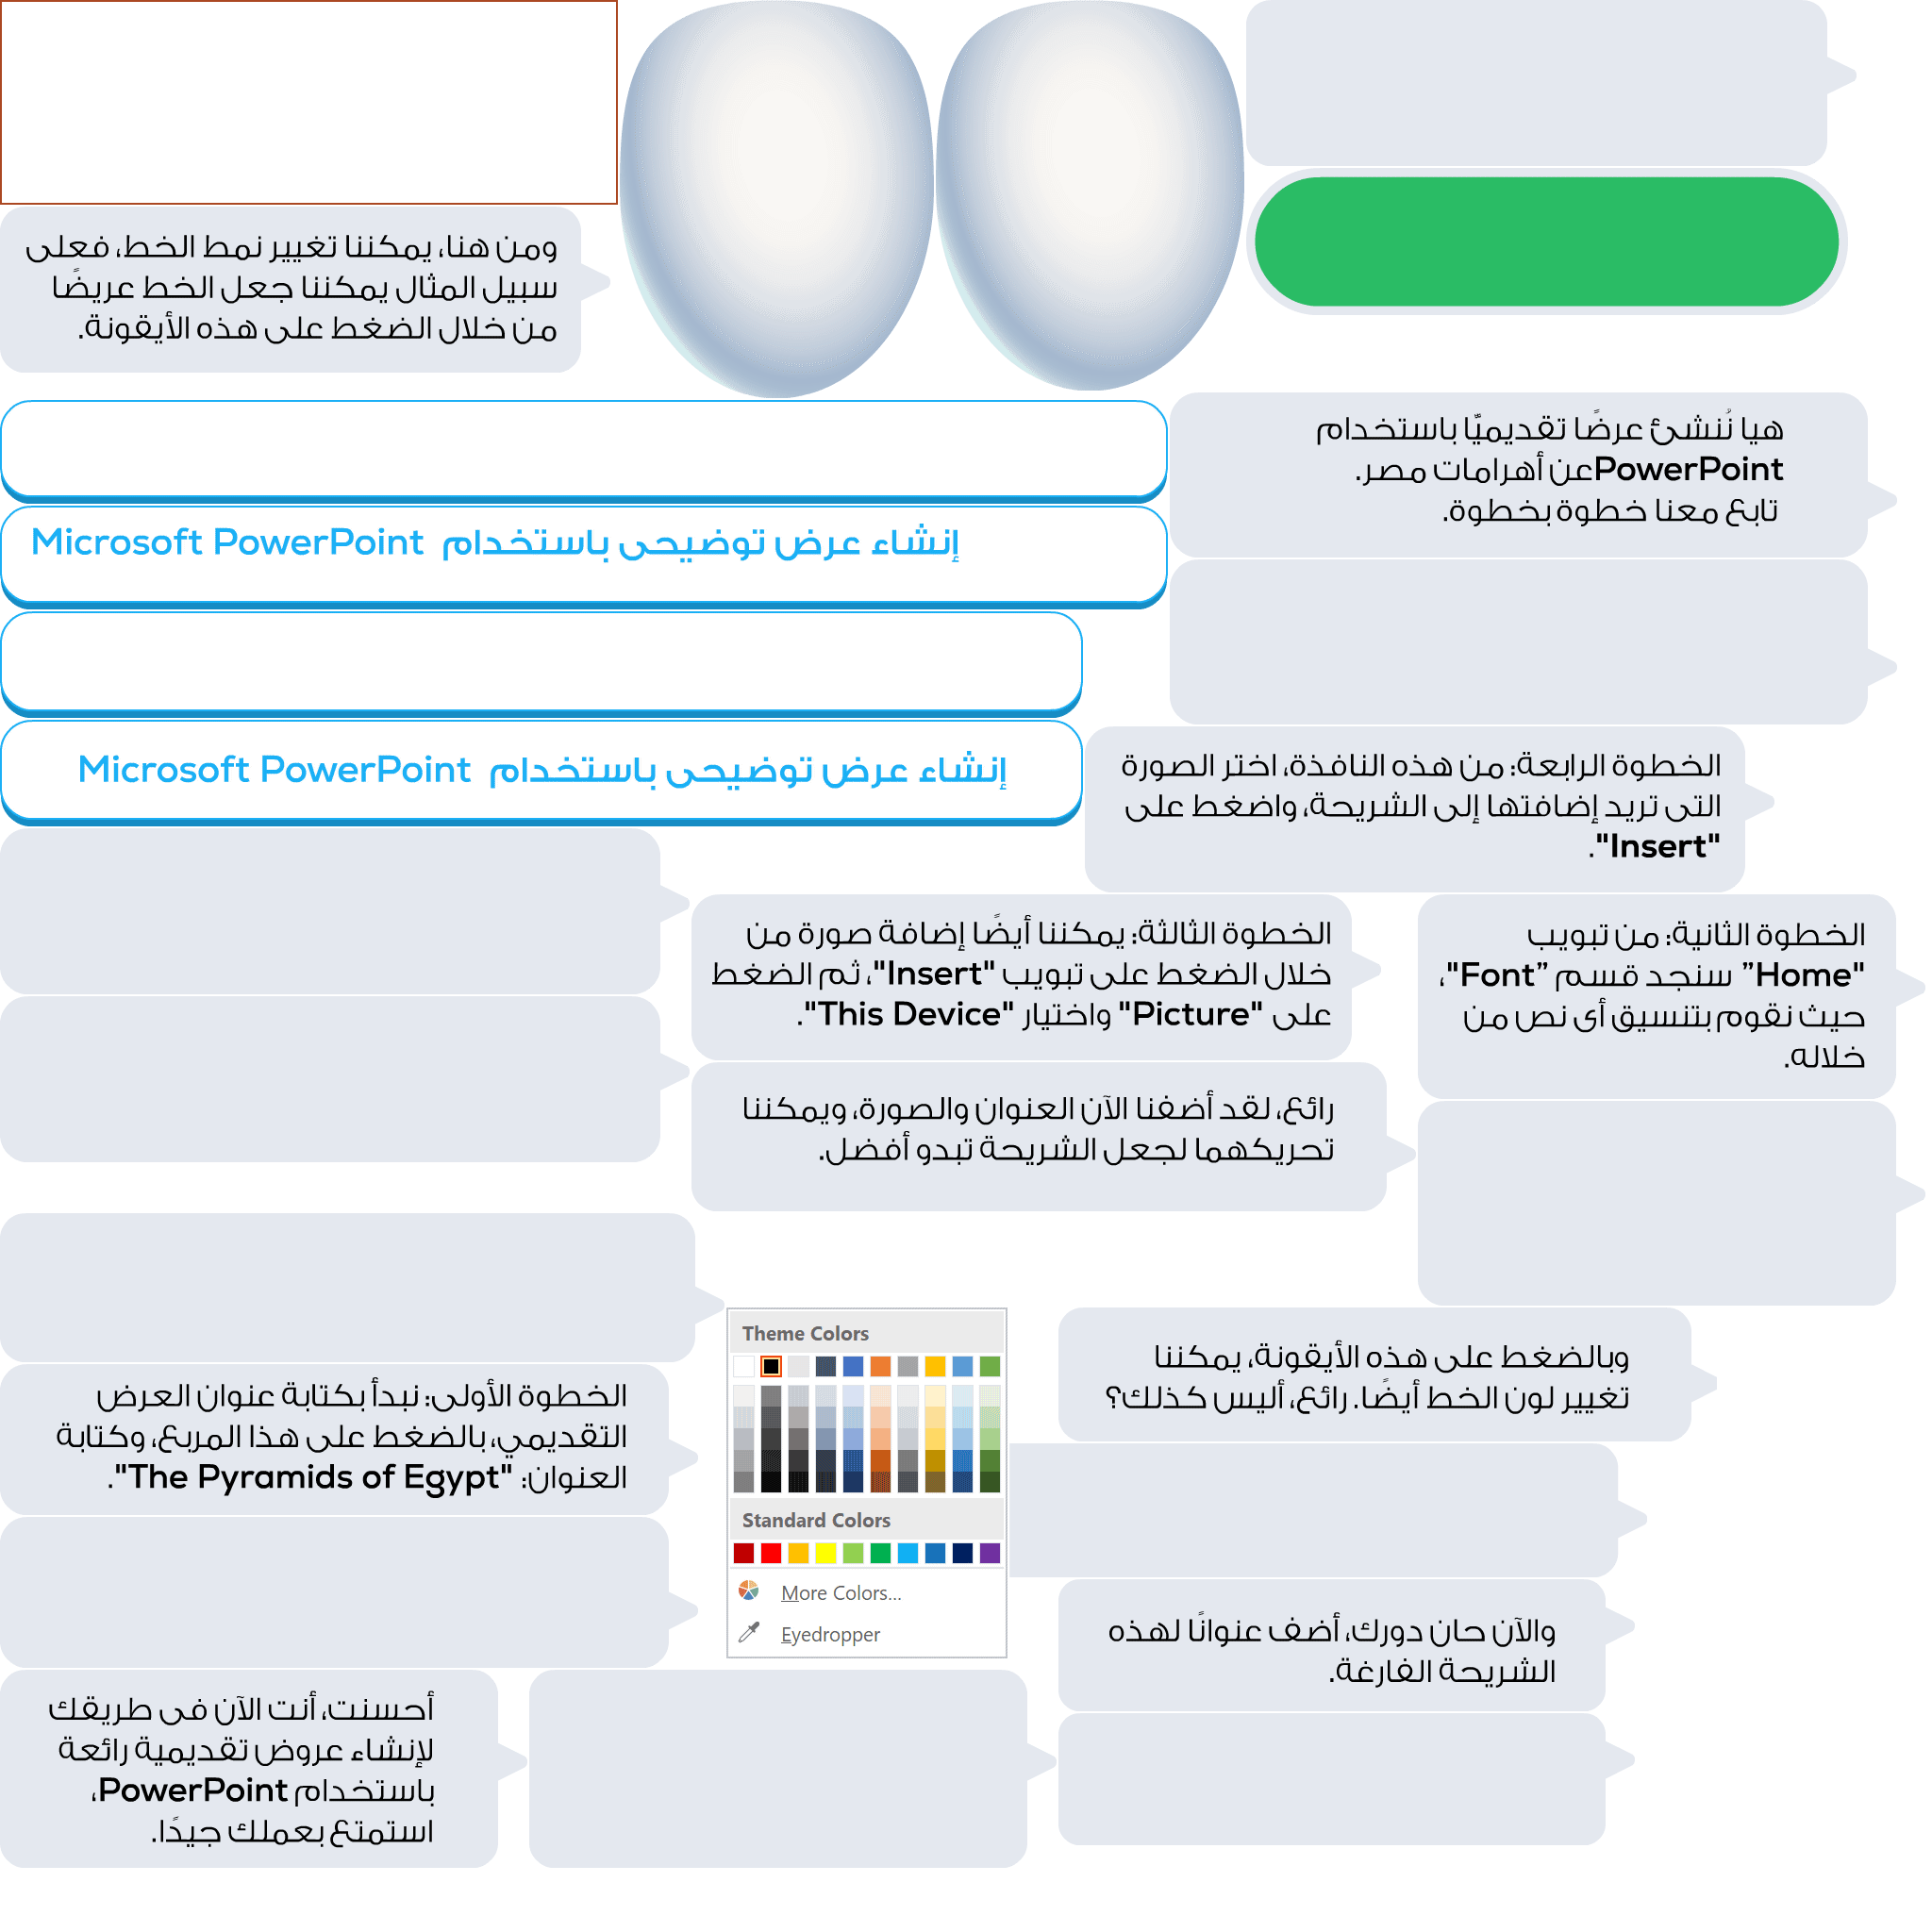 ومن هنا، يمكننا تغيير نمط الخط، فعلى
سبيل المثال يمكننا جعل الخط عريضًا
من خلال الضغط على هذه الأيقونة.
هيا نُنشئ عرضًا تقديميًّا باستخدام
PowerPointعن أهرامات مصر.
تابع معنا خطوة بخطوة.
إنشاء عرض توضيحى باستخدام Microsoft PowerPoint
إنشاء عرض توضيحى باستخدام Microsoft PowerPoint
الخطوة الرابعة: من هذه النافذة، اختر الصورة
التى تريد إضافتها إلى الشريحة، واضغط على
"Insert".
الخطوة الثانية: من تبويب
"Home” سنجد قسم ”Font"،
حيث نقوم بتنسيق أى نص من
خلاله.
الخطوة الثالثة: يمكننا أيضًا إضافة صورة من
خلال الضغط على تبويب "Insert"، ثم الضغط
على "Picture" واختيار "This Device".
رائع، لقد أضفنا الآن العنوان والصورة، ويمكننا
تحريكهما لجعل الشريحة تبدو أفضل.
وبالضغط على هذه الأيقونة، يمكننا
تغيير لون الخط أيضًا. رائع، أليس كذلك؟
Theme Colors
Standard Colors
More Colors...
Eyedropper
الخطوة الأولى: نبدأ بكتابة عنوان العرض
التقديمي، بالضغط على هذا المربع، وكتابة
العنوان: "The Pyramids of Egypt".
والآن حان دورك، أضف عنوانًا لهذه
الشريحة الفارغة.
أحسنت، أنت الآن فى طريقك
لإنشاء عروض تقديمية رائعة
باستخدام PowerPoint،
استمتع بعملك جيدًا.